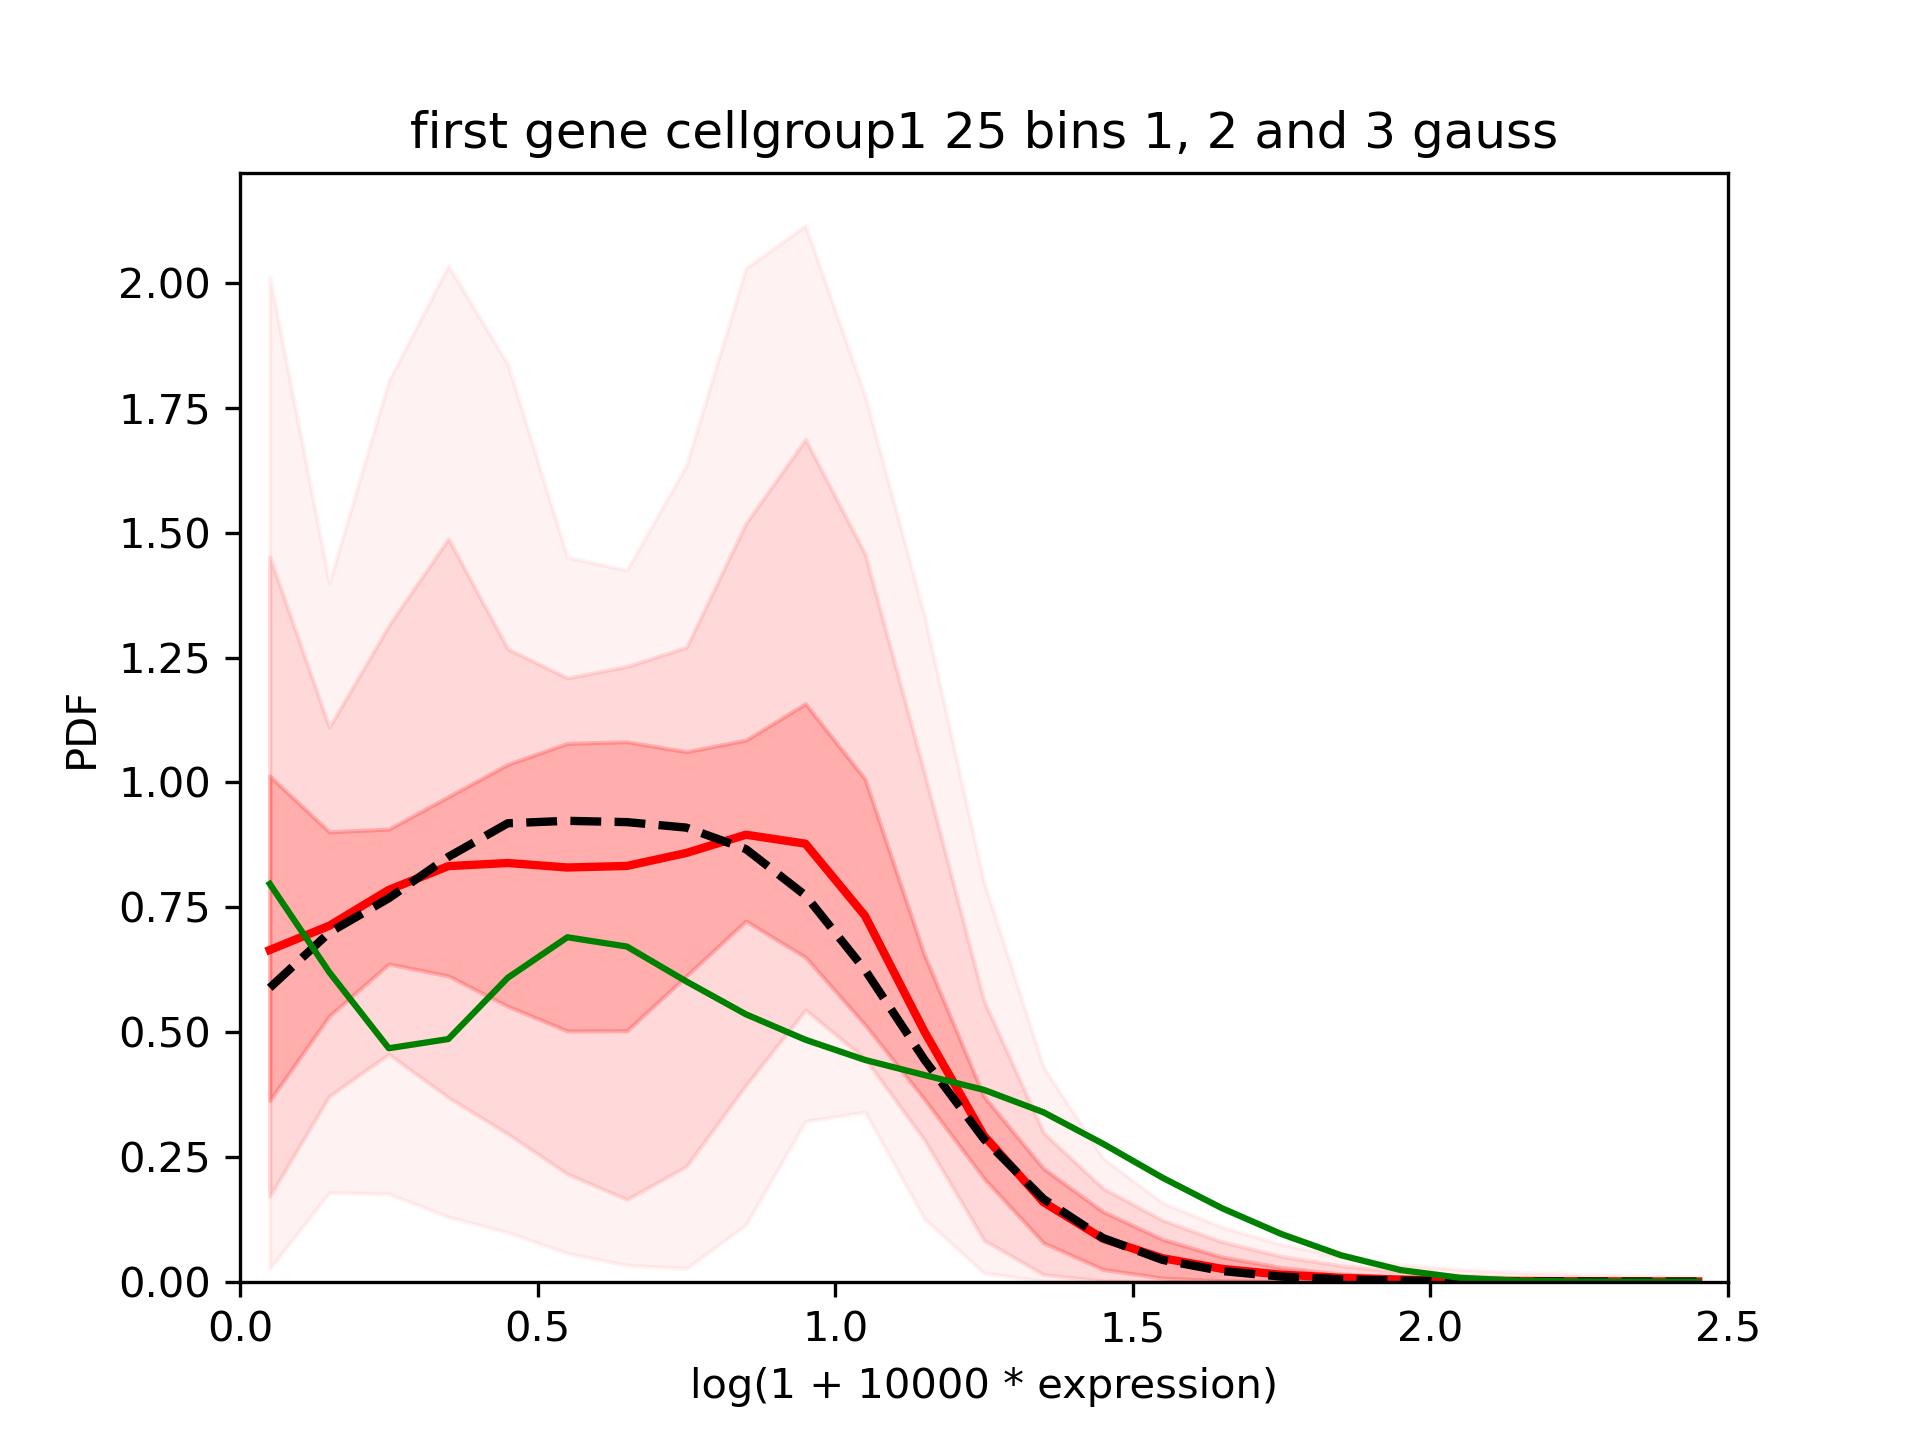 first gene cellgroup1 25 bins 1, 2 and 3 gauss
2.00
1.75
1.50
1.25
1.00
0.75
0.50
0.25
0.00
PDF
0.0 0.5 1.0 1.5 2.0 2.5
log(1 + 10000 * expression)